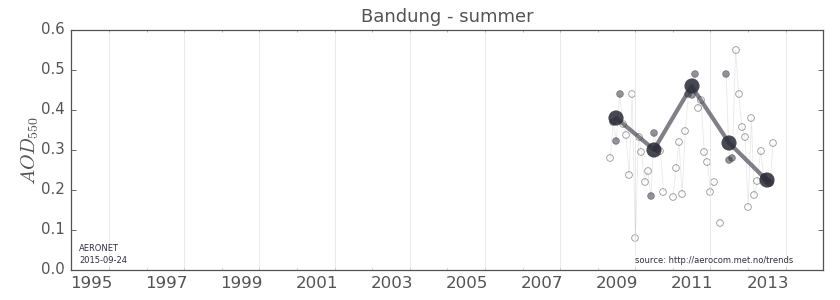 Bandung - summer
0.6
0.5
0.4
0.3
0.2
0.1
0.0
AOD550
AERONET
2015-09-24
source: http://aerocom.met.no/trends
1995 1997 1999 2001 2003 2005 2007 2009 2011 2013